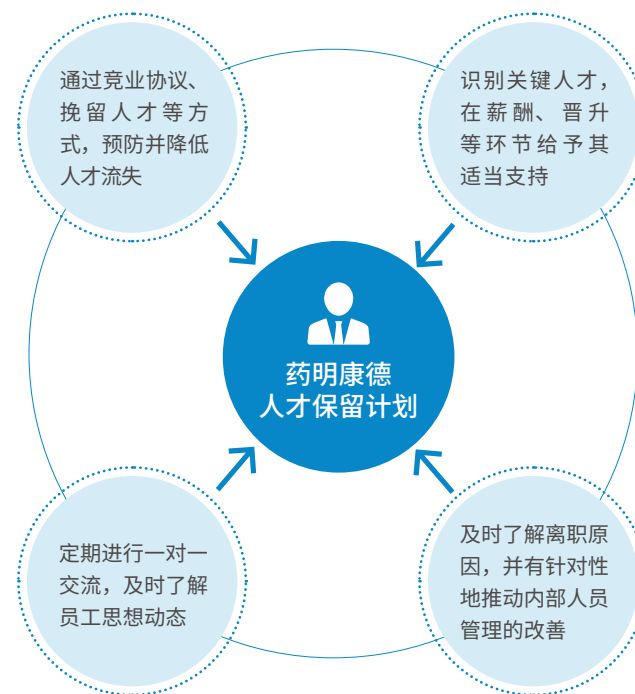 通过竞业协议、
挽留人才等方
式，预防并降低
人才流失
识别关键人才，
在薪酬、晋升
等环节给予其
适当支持
药明康德
人才保留计划
定期进行一对一
交流，及时了解
员工思想动态
及时了解离职原
因，并有针对性
地推动内部人员
管理的改善